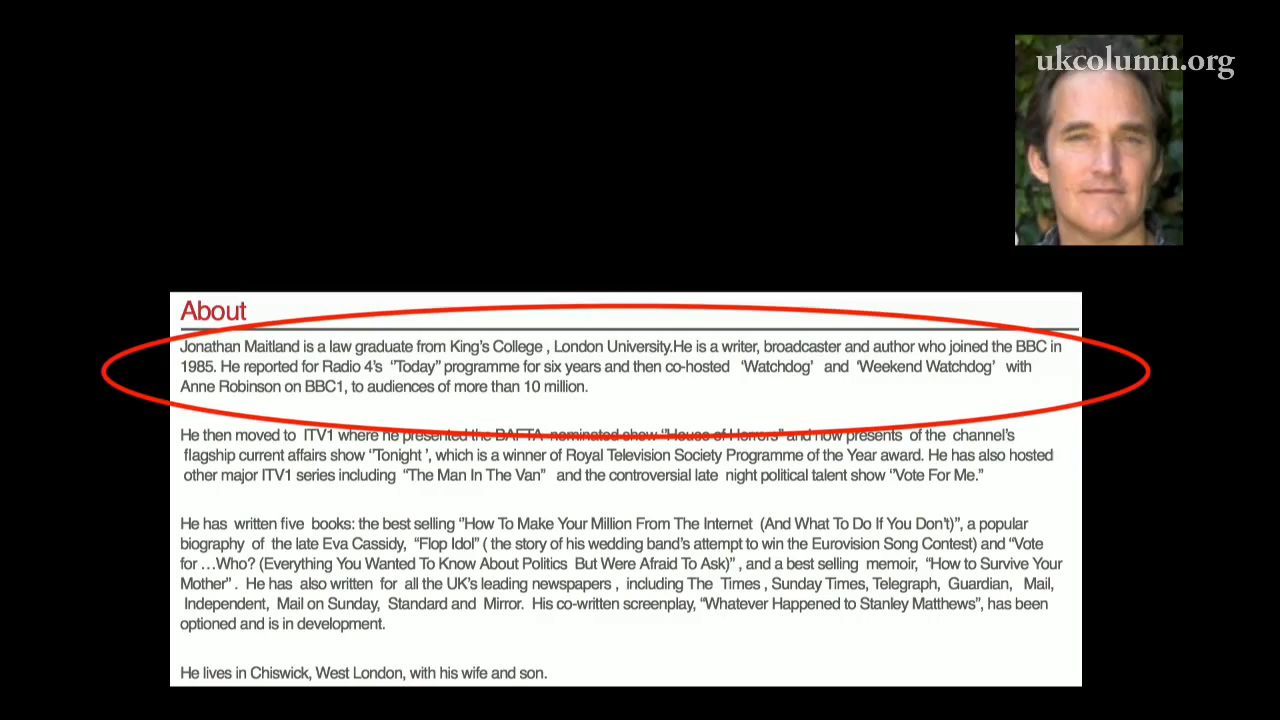 ukcolumn.org
About
Jonathan Maitland is a law graduate from King's College , London University.He is a writer, broadcaster and author who joined the BBC in
1985. He reported for Radio 4's "Today" programme for six years and then co-hosted 'Watchdog' and 'Weekend Watchdog' with
Anne Robinson on BBC1, to audiences of more than 10 million.
He then moved to ITV1 where he presented the BAFTA nominated show "House of Horrors" and now presents of the channel's
flagship current affairs show "Tonight', which is a winner of Royal Television Society Programme of the Year award. He has also hosted
other major ITV1 series including "The Man In The Van" and the controversial late night political talent show "Vote For Me."
He has written five books: the best selling "How To Make Your Million From The Internet (And What To Do If You Don't)", a popular
biography of the late Eva Cassidy, "Flop Idol" ( the story of his wedding band's attempt to win the Eurovision Song Contest) and "Vote
for ...Who? (Everything You Wanted To Know About Politics But Were Afraid To Ask)" , and a best selling memoir, "How to Survive Your
Mother" . He has also written for all the UK's leading newspapers , including The Times , Sunday Times, Telegraph, Guardian, Mail,
Independent, Mail on Sunday, Standard and Mirror. His co-written screenplay, "Whatever Happened to Stanley Matthews", has been
optioned and is in development.
He lives in Chiswick, West London, with his wife and son.